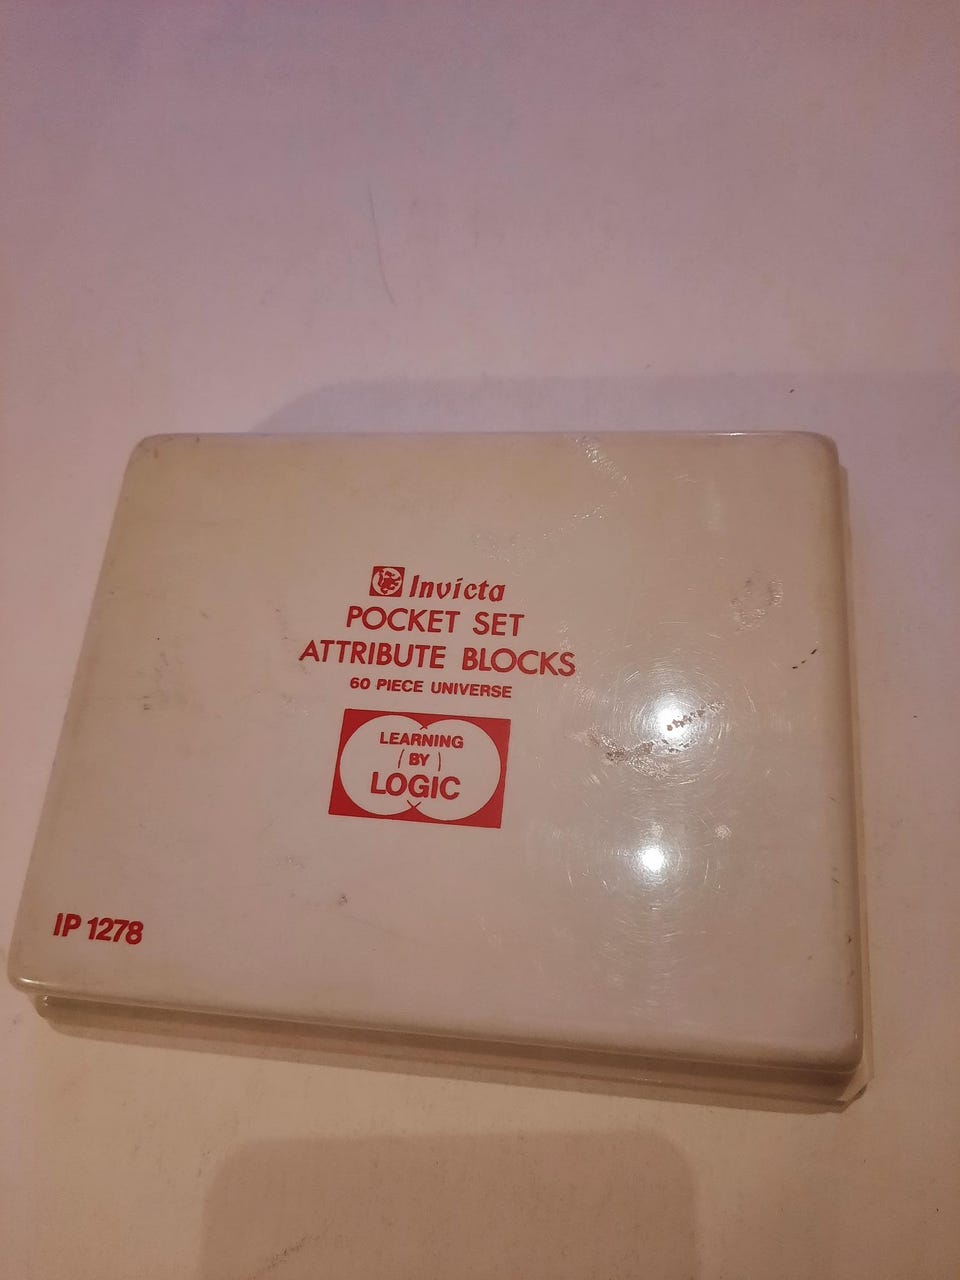 Invicta
POCKET SET
ATTRIBUTE BLOCKS
60 PIECE UNIVERSE
LEARNING
BY
LOGIC
IP 1278